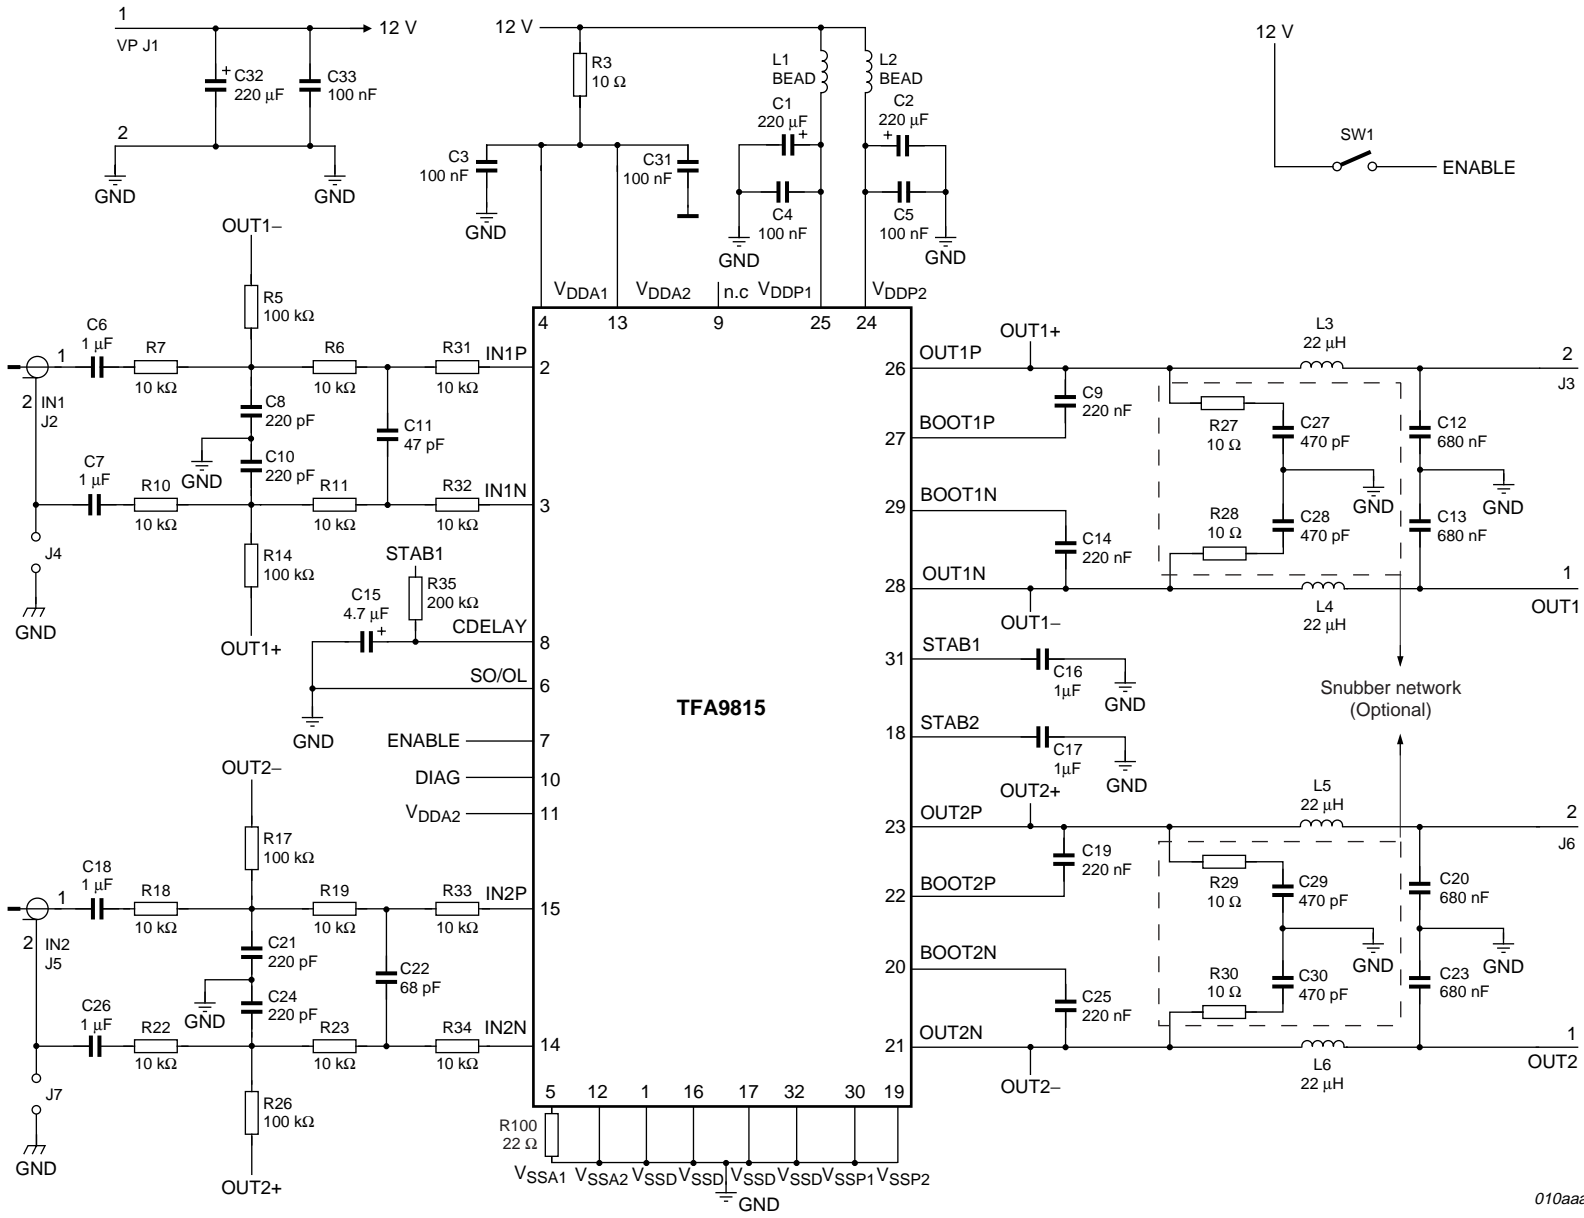 1
VP J1
12 V
+
C32
220 μF
C33
100 nF
2
GND
GND
12 V
R3
10 Ω
L1
BEAD
L2
BEAD
C1
220 μF
+
C2
220 μF
+
C3
100 nF
C31
100 nF
C4
100 nF
C5
100 nF
GND
GND
GND
12 V
SW1
ENABLE
OUT1−
R5
100 kΩ
C6
1 μF
R7
10 kΩ
R6
10 kΩ
R31
10 kΩ
IN1P
1
2
IN1
J2
C8
220 pF
C11
47 pF
GND
C10
220 pF
C7
1 μF
R10
10 kΩ
R11
10 kΩ
R32
10 kΩ
IN1N
J4
GND
R14
100 kΩ
OUT1+
STAB1
R35
200 kΩ
C15
4.7 μF
+
CDELAY
SO/OL
GND
ENABLE
DIAG
VDDA2
OUT2−
R17
100 kΩ
C18
1 μF
R18
10 kΩ
R19
10 kΩ
R33
10 kΩ
IN2P
1
2
IN2
J5
C21
220 pF
C22
68 pF
GND
C24
220 pF
C26
1 μF
R22
10 kΩ
R23
10 kΩ
R34
10 kΩ
IN2N
J7
GND
R26
100 kΩ
OUT2+
VDDA1
VDDA2
n.c
VDDP1
VDDP2
4
13
9
25
24
2
3
8
6
7
10
11
15
14
TFA9815
26
27
29
28
31
18
23
22
20
21
5
12
1
16
17
32
30
19
R100
22 Ω
VSSA1
VSSA2
VSSD
VSSD
VSSD
VSSD
VSSP1
VSSP2
GND
OUT1P
OUT1+
BOOT1P
C9
220 nF
BOOT1N
C14
220 nF
OUT1N
OUT1−
L3
22 μH
R27
10 Ω
C27
470 pF
C12
680 nF
GND
GND
R28
10 Ω
C28
470 pF
C13
680 nF
L4
22 μH
2
J3
1
OUT1
STAB1
C16
1μF
GND
STAB2
C17
1μF
GND
Snubber network
(Optional)
OUT2P
OUT2+
BOOT2P
C19
220 nF
BOOT2N
C25
220 nF
OUT2N
OUT2−
L5
22 μH
R29
10 Ω
C29
470 pF
C20
680 nF
GND
GND
R30
10 Ω
C30
470 pF
C23
680 nF
L6
22 μH
2
J6
1
OUT2
010aaa